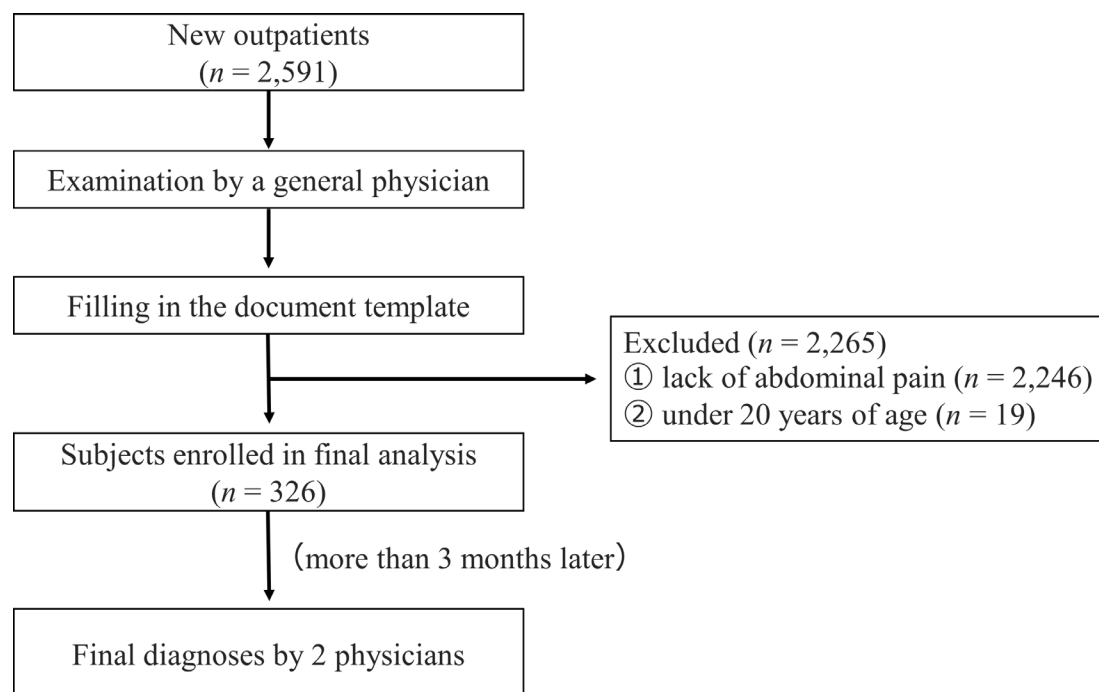 New outpatients
(n = 2,591)
Examination by a general physician
Filling in the document template
Excluded (n = 2,265)
① lack of abdominal pain (n = 2,246)
② under 20 years of age (n = 19)
Subjects enrolled in final analysis
(n = 326)
（more than 3 months later）
Final diagnoses by 2 physicians